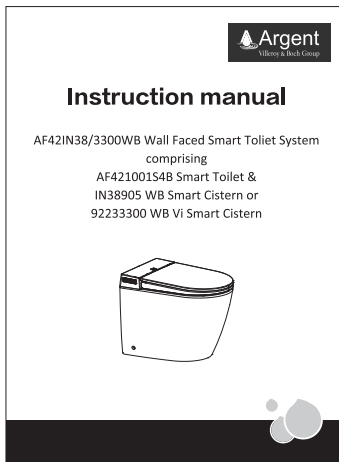 Argent
Villeroy & Boch Group
Instruction manual
AF42IN38/3300WB Wall Faced Smart Toliet System
comprising
AF421001S4B Smart Toilet &
IN38905 WB Smart Cistern or
92233300 WB Vi Smart Cistern